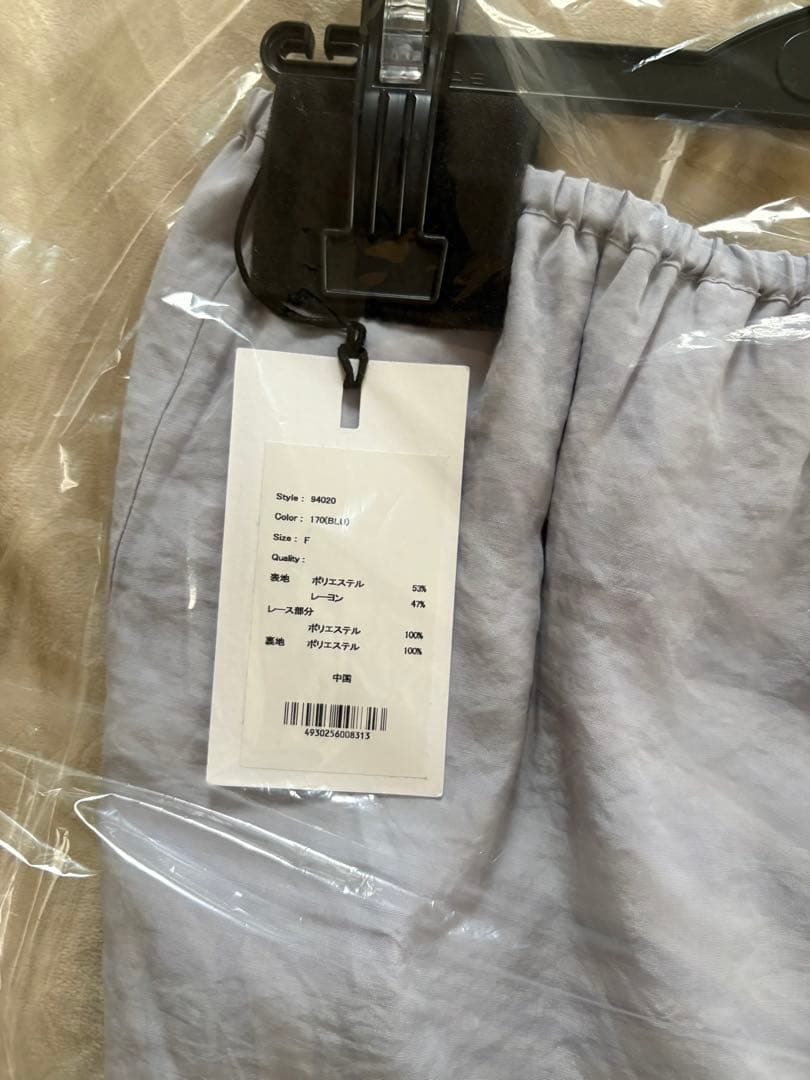 Style : 94020
Color : 170(BLU)
Size : F
Quality :
表地 ポリエステル 53%
レーヨン 47%
レース部分
ポリエステル 100%
裏地 ポリエステル 100%
中国
4930256008313